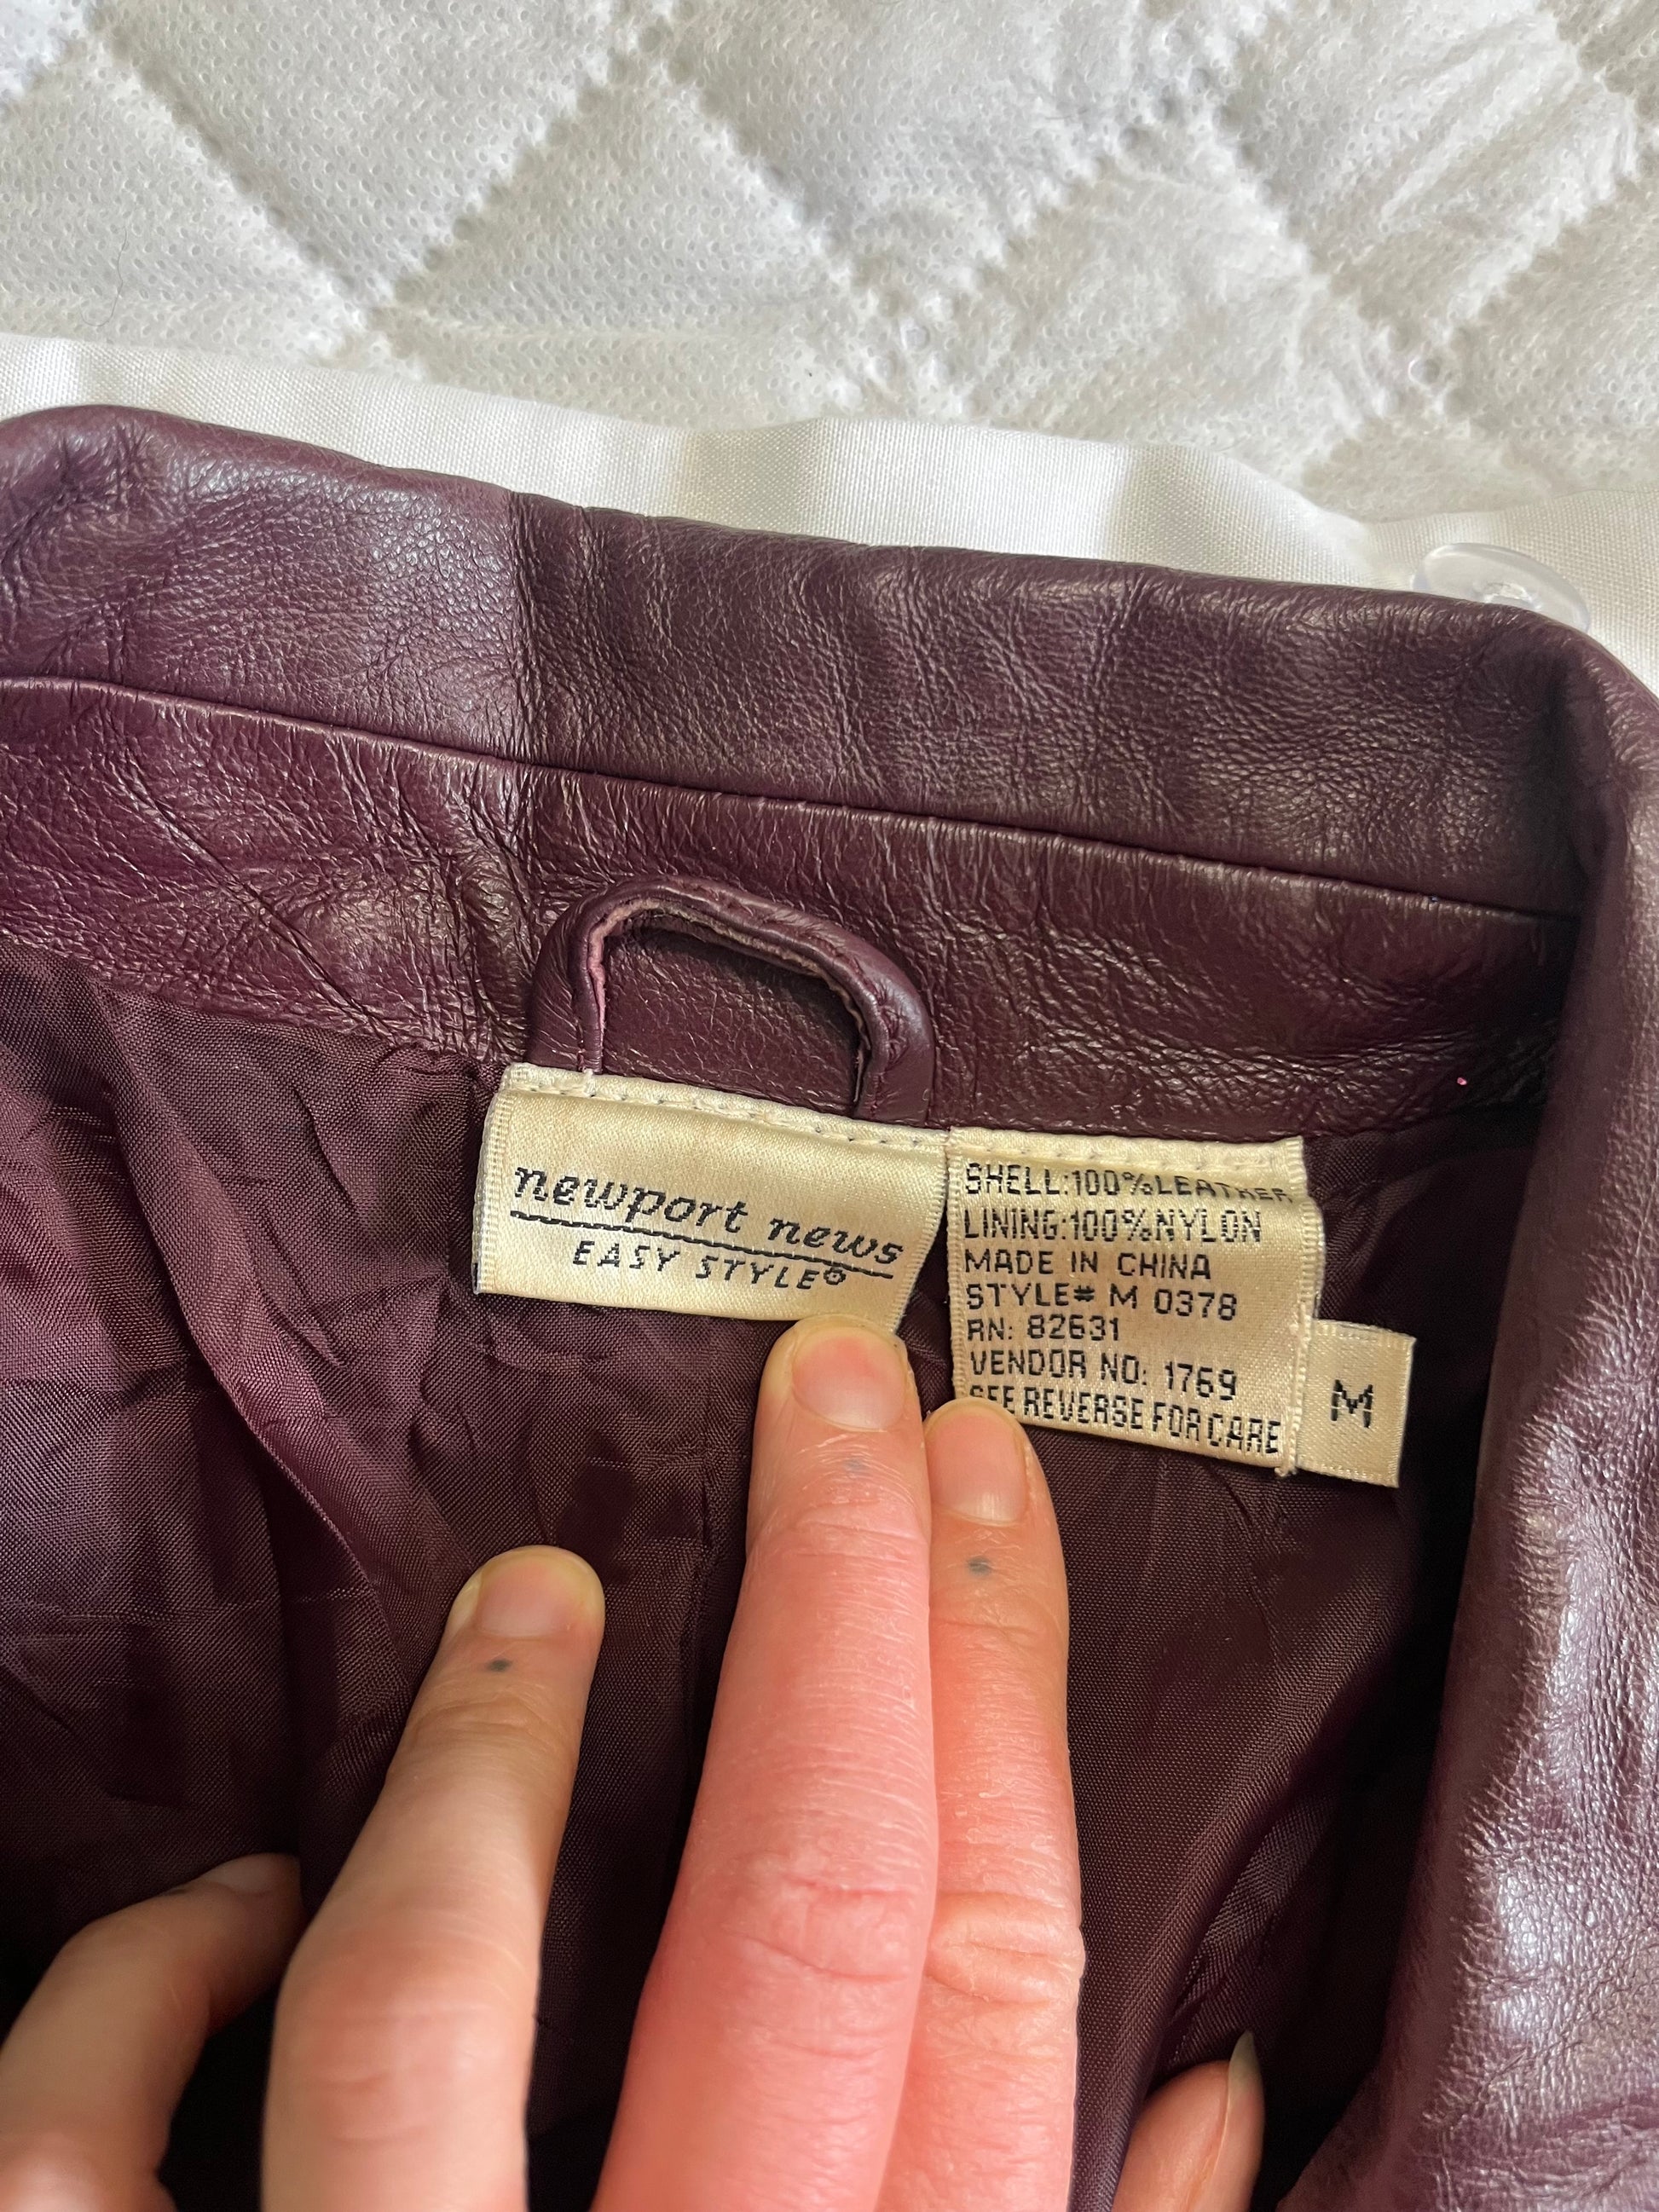 newport news
EASY STYLE®
SHELL:100%LEATHER
LINING:100%NYLON
MADE IN CHINA
STYLE# M 0378
RN: 82631
VENDOR NO: 1769
SEE REVERSE FOR CARE
M